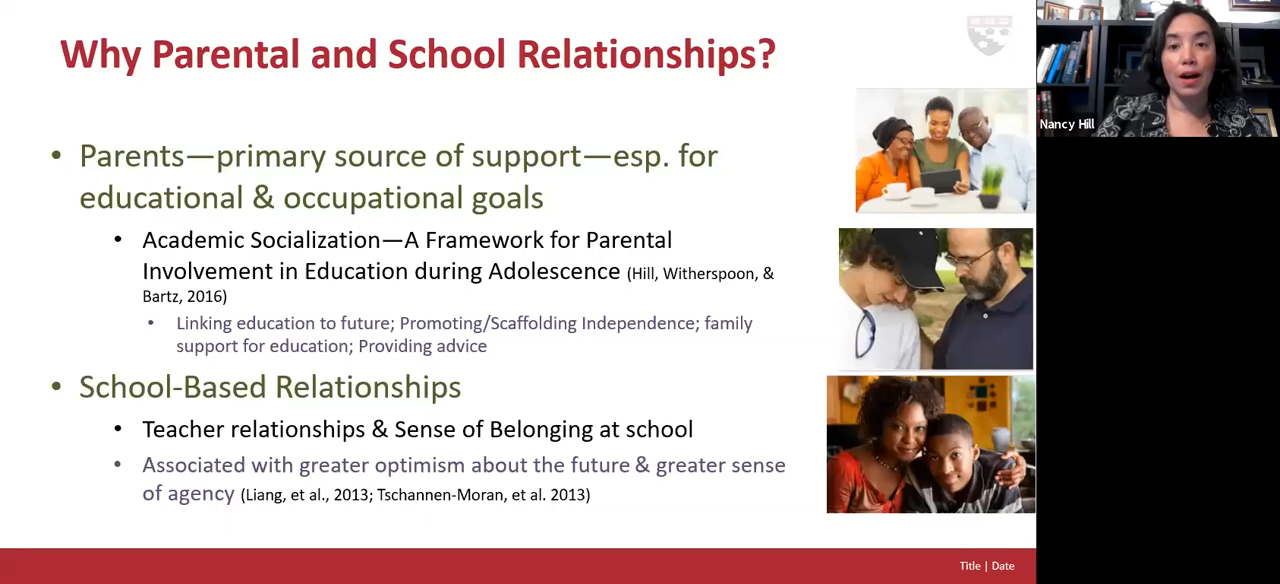 Why Parental and School Relationships?
• Parents—primary source of support—esp. for
educational & occupational goals
• Academic Socialization—A Framework for Parental
Involvement in Education during Adolescence (Hill, Witherspoon, &
Bartz, 2016)
• Linking education to future; Promoting/Scaffolding Independence; family
support for education; Providing advice
• School-Based Relationships
• Teacher relationships & Sense of Belonging at school
• Associated with greater optimism about the future & greater sense
of agency (Liang, et al., 2013; Tschannen-Moran, et al. 2013)
Title | Date
Nancy Hill